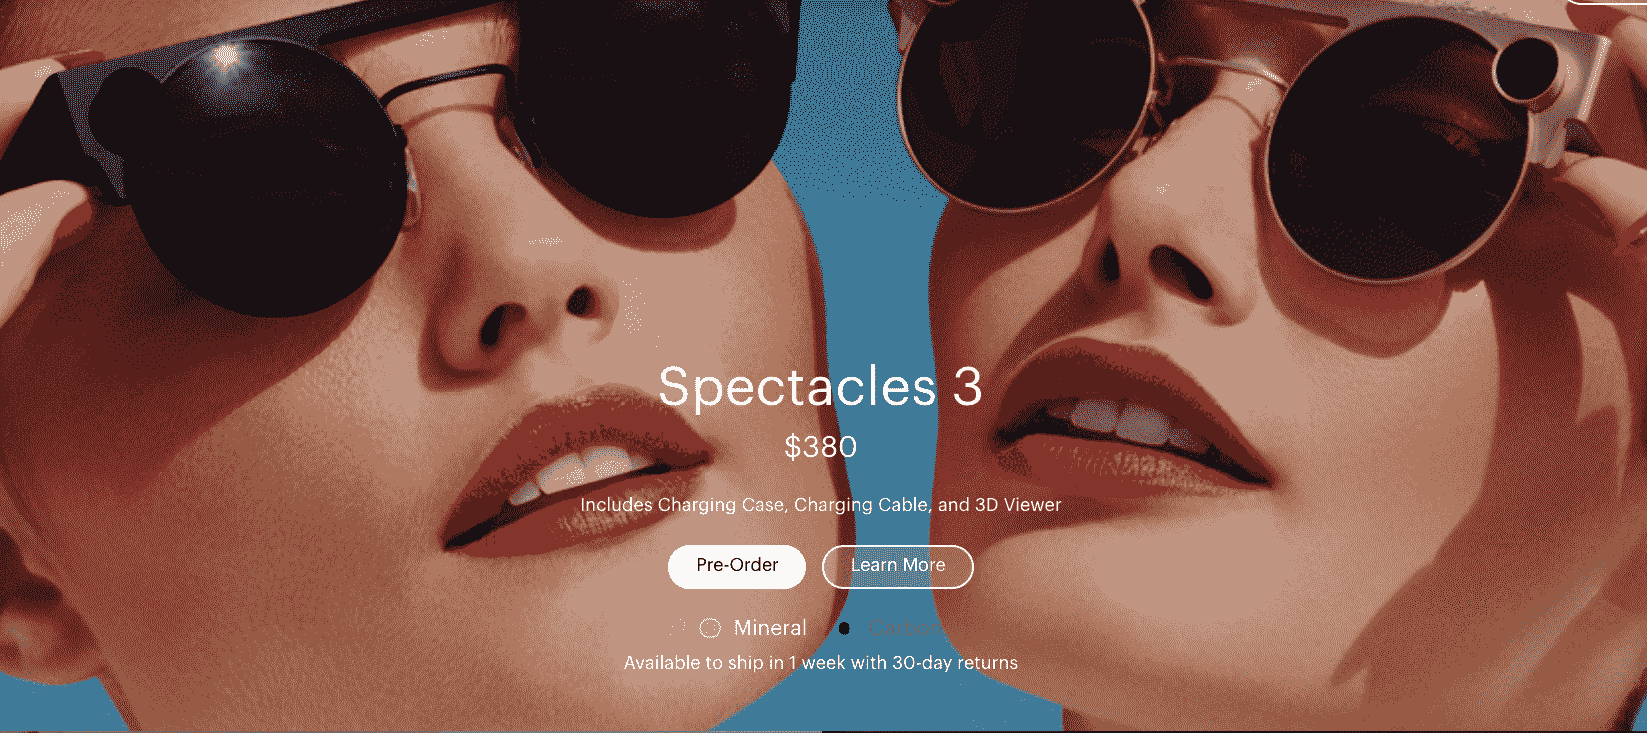 Spectacles 3
$380
Includes Charging Case, Charging Cable, and 3D Viewer
Pre-Order
Learn More
Mineral
Available to ship in 1 week with 30-day returns